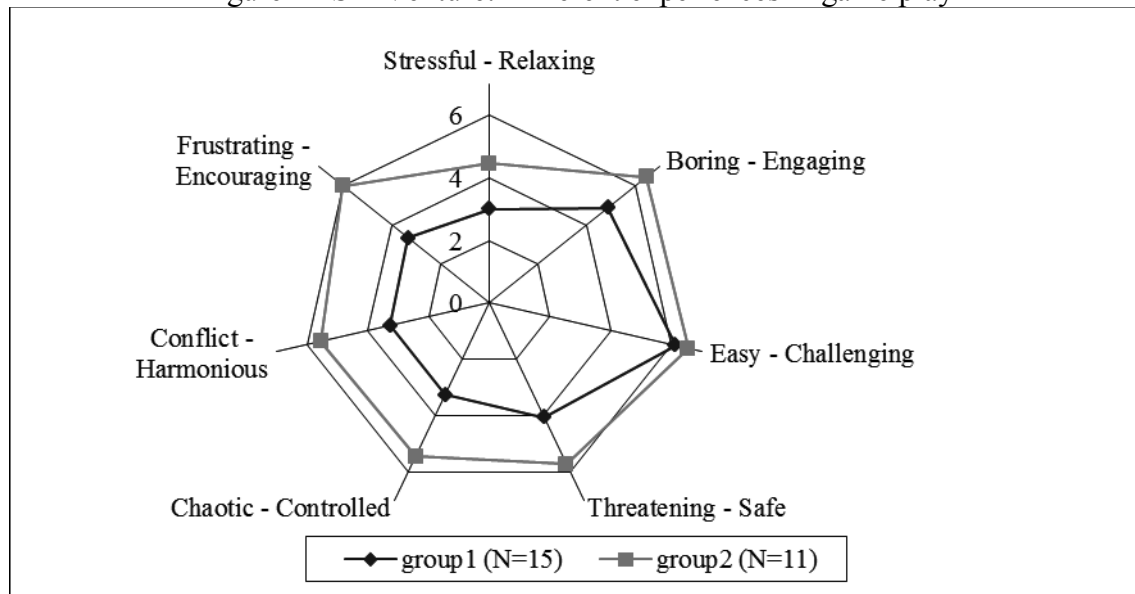 Stressful - Relaxing
6
Frustrating -
Encouraging
Boring - Engaging
4
2
0
Conflict -
Harmonious
Easy - Challenging
Chaotic - Controlled
Threatening - Safe
group1 (N=15)
group2 (N=11)